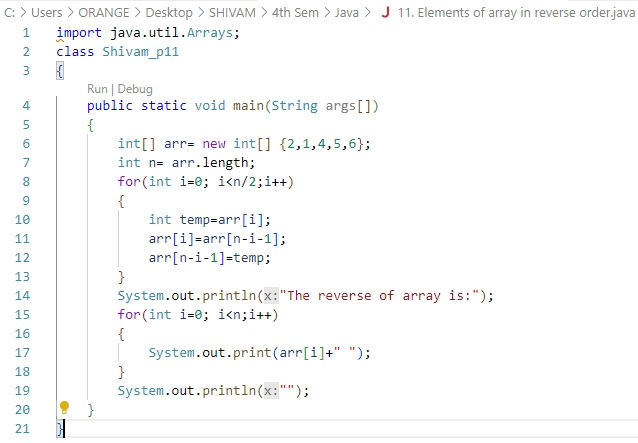 C: > Users > ORANGE > Desktop > SHIVAM > 4th Sem > Java > J 11. Elements of array in reverse order.java
1 import java.util.Arrays;
2 class Shivam_p11
3 {
Run | Debug
4 public static void main(String args[])
5 {
6 int[] arr= new int[] {2,1,4,5,6};
7 int n= arr.length;
8 for(int i=0; i<n/2;i++)
9 {
10 int temp=arr[i];
11 arr[i]=arr[n-i-1];
12 arr[n-i-1]=temp;
13 }
14 System.out.println(x:"The reverse of array is:");
15 for(int i=0; i<n;i++)
16 {
17 System.out.print(arr[i]+" ");
18 }
19 System.out.println(x:"");
20 }
21 }